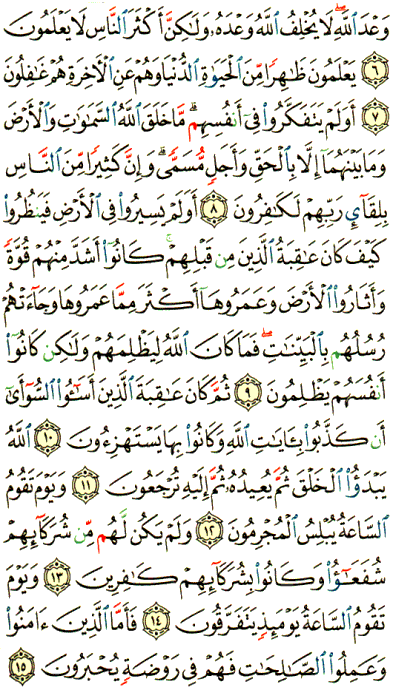 وَعْدَ ٱللَّهِۖ لَا يُخْلِفُ ٱللَّهُ وَعْدَهُۥ وَلَٰكِنَّ أَكْثَرَ ٱلنَّاسِ لَا يَعْلَمُونَ
٦ يَعْلَمُونَ ظَٰهِرًا مِّنَ ٱلْحَيَوٰةِ ٱلدُّنْيَا وَهُمْ عَنِ ٱلْءَاخِرَةِ هُمْ غَٰفِلُونَ
٧ أَوَلَمْ يَتَفَكَّرُوا۟ فِىٓ أَنفُسِهِمۗ مَّا خَلَقَ ٱللَّهُ ٱلسَّمَٰوَٰتِ وَٱلْأَرْضَ
وَمَا بَيْنَهُمَآ إِلَّا بِٱلْحَقِّ وَأَجَلٍ مُّسَمًّىۗ وَإِنَّ كَثِيرًا مِّنَ ٱلنَّاسِ
بِلِقَآئِ رَبِّهِمْ لَكَٰفِرُونَ ٨ أَوَلَمْ يَسِيرُوا۟ فِى ٱلْأَرْضِ فَيَنظُرُوا۟
كَيْفَ كَانَ عَٰقِبَةُ ٱلَّذِينَ مِن قَبْلِهِمْۚ كَانُوٓا۟ أَشَدَّ مِنْهُمْ قُوَّةً
وَأَثَارُوا۟ ٱلْأَرْضَ وَعَمَرُوهَآ أَكْثَرَ مِمَّا عَمَرُوهَا وَجَآءَتْهُمْ
رُسُلُهُم بِٱلْبَيِّنَٰتِۖ فَمَا كَانَ ٱللَّهُ لِيَظْلِمَهُمْ وَلَٰكِن كَانُوٓا۟
أَنفُسَهُمْ يَظْلِمُونَ ٩ ثُمَّ كَانَ عَٰقِبَةَ ٱلَّذِينَ أَسَٰٓـُٔوا۟ ٱلسُّوٓأَىٰٓ
أَن كَذَّبُوا۟ بِـَٔايَٰتِ ٱللَّهِ وَكَانُوا۟ بِهَا يَسْتَهْزِءُونَ ١٠ ٱللَّهُ
يَبْدَؤُا۟ ٱلْخَلْقَ ثُمَّ يُعِيدُهُۥ ثُمَّ إِلَيْهِ تُرْجَعُونَ ١١ وَيَوْمَ تَقُومُ
ٱلسَّاعَةُ يُبْلِسُ ٱلْمُجْرِمُونَ ١٢ وَلَمْ يَكُن لَّهُم مِّن شُرَكَآئِهِمْ
شُفَعَٰٓؤُا۟ وَكَانُوا۟ بِشُرَكَآئِهِمْ كَٰفِرِينَ ١٣ وَيَوْمَ
تَقُومُ ٱلسَّاعَةُ يَوْمَئِذٍ يَتَفَرَّقُونَ ١٤ فَأَمَّا ٱلَّذِينَ ءَامَنُوا۟
وَعَمِلُوا۟ ٱلصَّٰلِحَٰتِ فَهُمْ فِى رَوْضَةٍ يُحْبَرُونَ ١٥